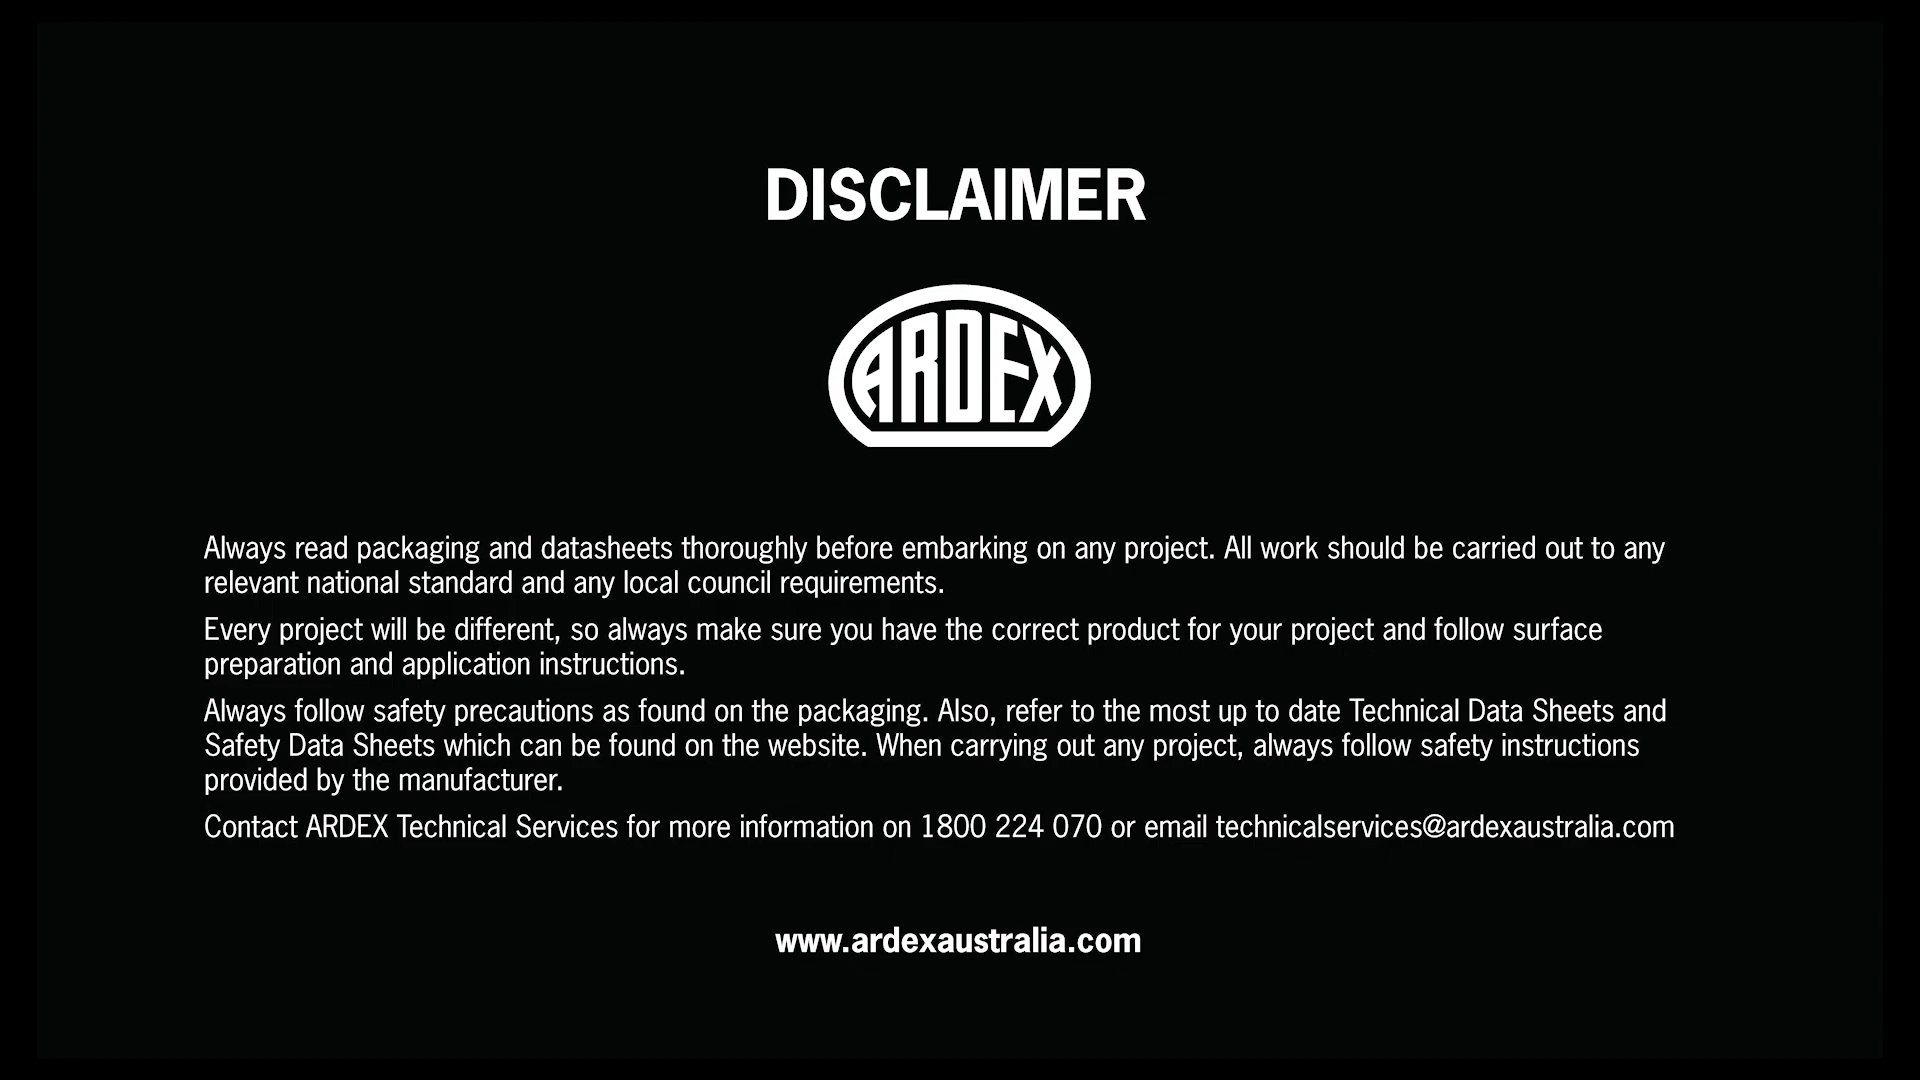 DISCLAIMER
ARDEX
Always read packaging and datasheets thoroughly before embarking on any project. All work should be carried out to any
relevant national standard and any local council requirements.
Every project will be different, so always make sure you have the correct product for your project and follow surface
preparation and application instructions.
Always follow safety precautions as found on the packaging. Also, refer to the most up to date Technical Data Sheets and
Safety Data Sheets which can be found on the website. When carrying out any project, always follow safety instructions
provided by the manufacturer.
Contact ARDEX Technical Services for more information on 1800 224 070 or email technicalservices@ardexaustralia.com
www.ardexaustralia.com